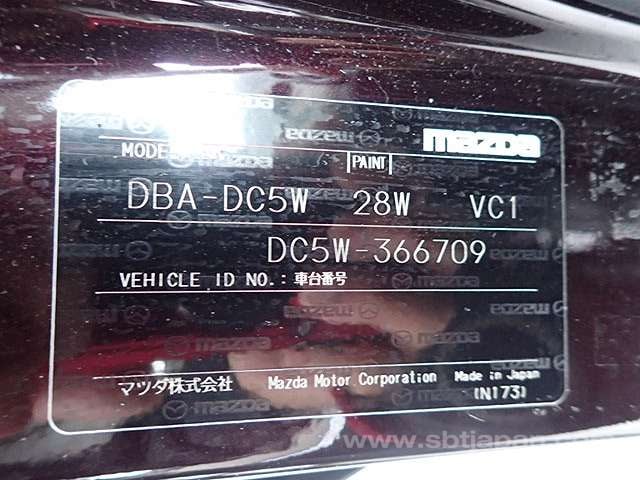 mazda
MODEL PAINT
DBA-DC5W 28W VC1
DC5W-366709
VEHICLE ID NO.: 車台番号
マツダ株式会社 Mazda Motor Corporation Made in Japan
(N173)
www.sbtjapan.com